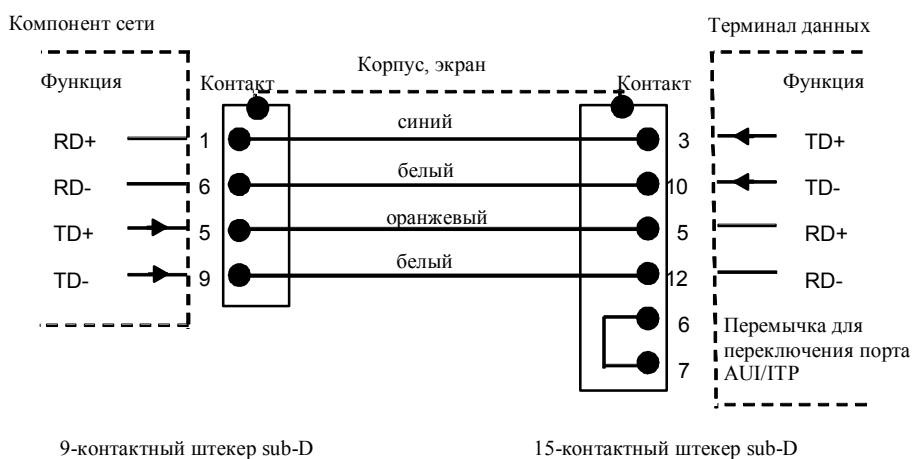 Компонент сети
Терминал данных
Функция
Контакт
Корпус, экран
Контакт
Функция
RD+ 1 синий 3 TD+
RD- 6 белый 10 TD-
TD+ 5 оранжевый 5 RD+
TD- 9 белый 12 RD-
6
7
Перемычка для
переключения порта
AUI/ITP
9-контактный штекер sub-D
15-контактный штекер sub-D